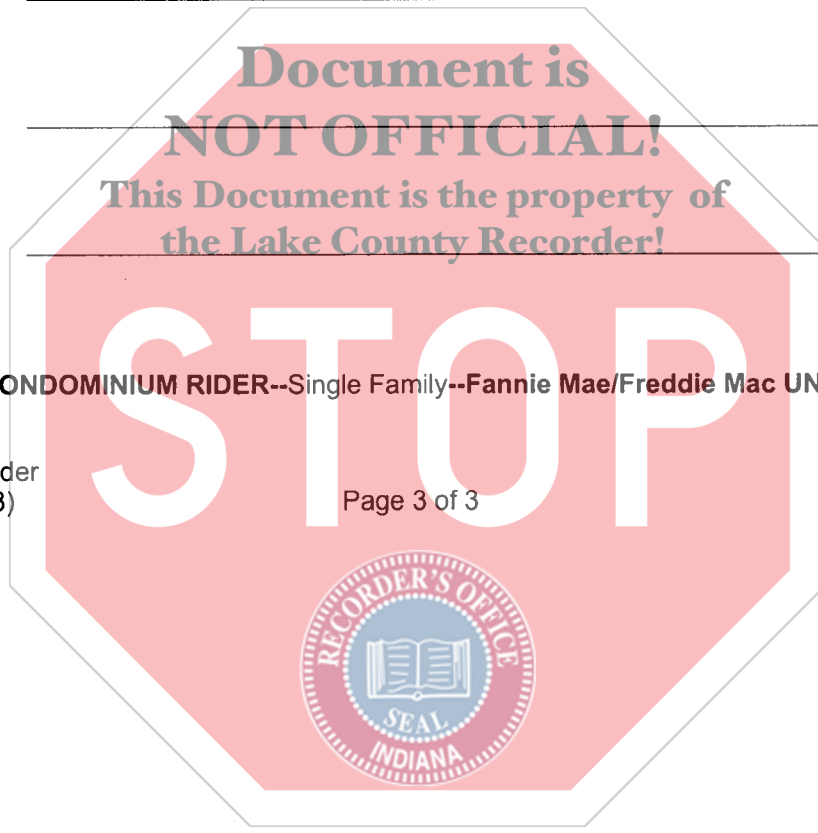 Document is
NOT OFFICIAL!
This Document is the property of
the Lake County Recorder!
STOP
ONDOMINIUM RIDER--Single Family--Fannie Mae/Freddie Mac UN
der
3)
Page 3 of 3
RECORDER'S OFFICE
SEAL
INDIANA